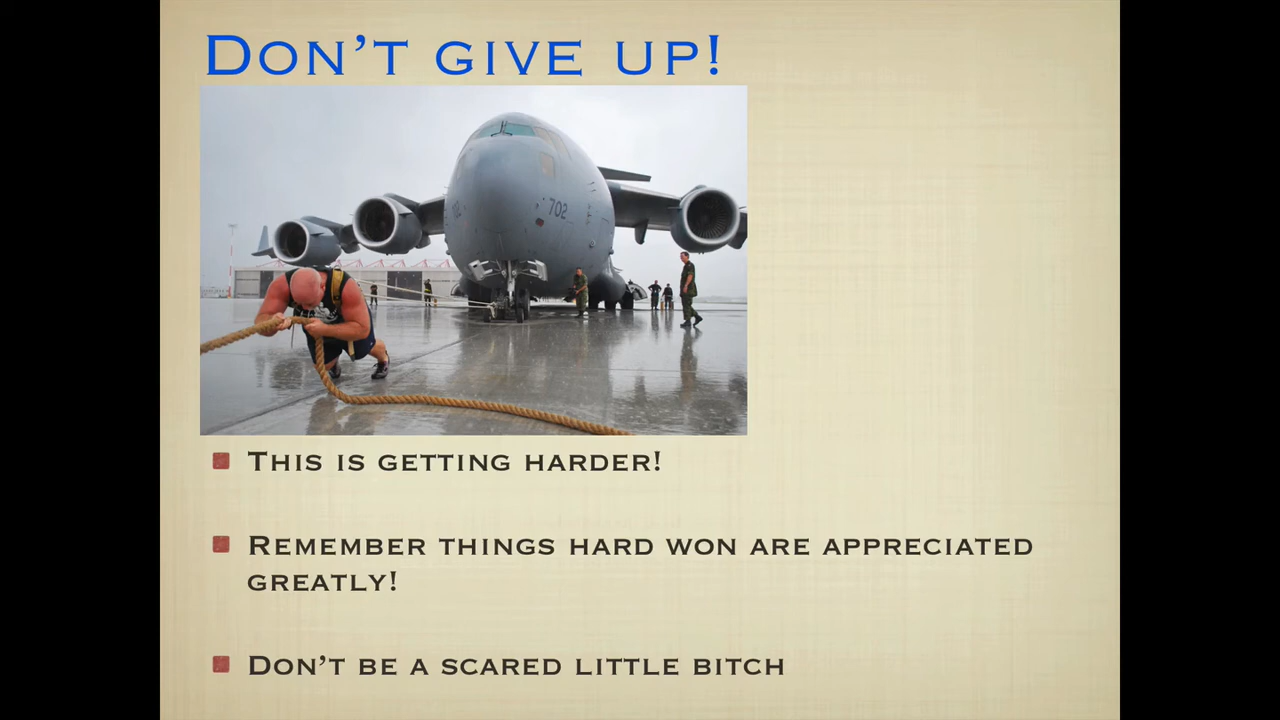 Don't give up!
702
This is getting harder!
Remember things hard won are appreciated
greatly!
Don't be a scared little bitch